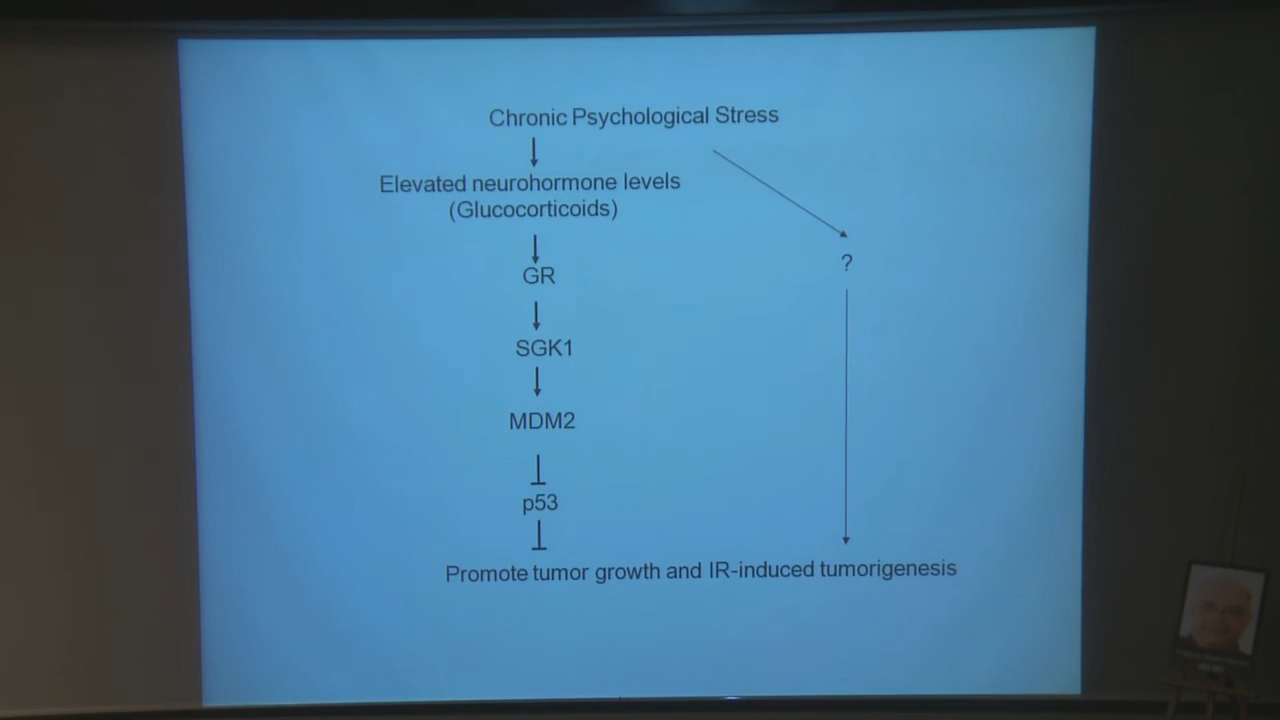 Chronic Psychological Stress
Elevated neurohormone levels
(Glucocorticoids)
?
GR
SGK1
MDM2
p53
Promote tumor growth and IR-induced tumorigenesis